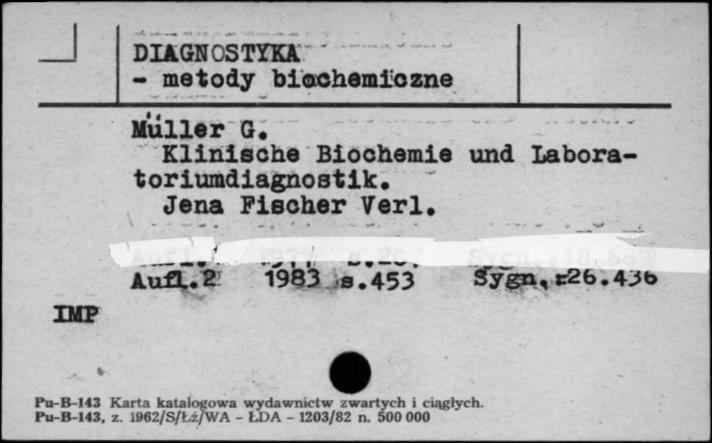 DIAGNOSTYKA
- metody biochemiczne
Müller G.
Klinische Biochemie und Labora-
toriumdiagnostik.
Jena Fischer Verl.
Aufl.2 1983 s.453 Sygn.:26.436
IMP
Pu-B-143 Karta katalogowa wydawnictw zwartych i ciągłych.
Pu-B-143, z. 1962/S/Łż/WA - ŁDA - 1203/82 n. 500 000